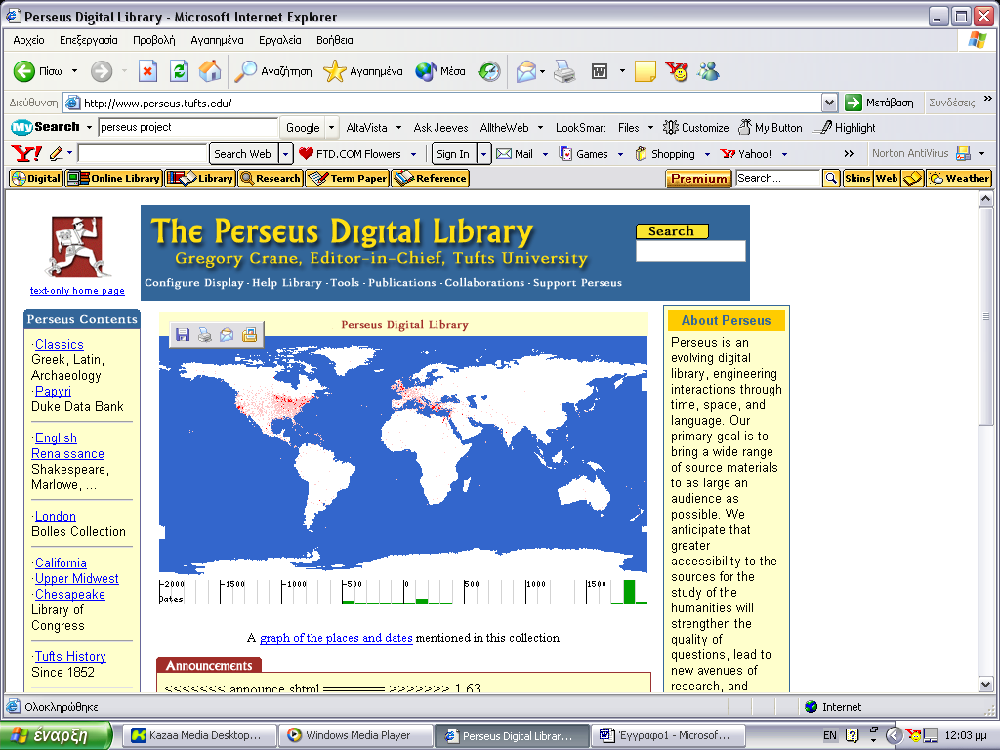 Perseus Digital Library - Microsoft Internet Explorer
Αρχείο Επεξεργασία Προβολή Αγαπημένα Εργαλεία Βοήθεια
Πίσω Αναζήτηση Αγαπημένα Μέσα
Διεύθυνση http://www.perseus.tufts.edu/ Μετάβαση Συνδέσεις »
My Search perseus project Google AltaVista Ask Jeeves AlltheWeb LookSmart Files Customize My Button Highlight
Y! Search Web FTD.COM Flowers Sign In Mail Games Shopping Yahoo! » Norton AntiVirus
Digital Online Library Library Research Term Paper Reference Premium Search... Skins Web Weather
The Perseus Digital Library
Gregory Crane, Editor-in-Chief, Tufts University
Search
Configure Display · Help Library · Tools · Publications · Collaborations · Support Perseus
text-only home page
Perseus Contents
·Classics
Greek, Latin,
Archaeology
·Papyri
Duke Data Bank
·English
Renaissance
Shakespeare,
Marlowe, ...
·London
Bolles Collection
·California
·Upper Midwest
·Chesapeake
Library of
Congress
·Tufts History
Since 1852
Perseus Digital Library
-2000 -1500 -1000 -500 0 500 1000 1500
Dates
A graph of the places and dates mentioned in this collection
Announcements
<<<<<<< announce.shtml ======= >>>>>>> 1.63
About Perseus
Perseus is an
evolving digital
library, engineering
interactions through
time, space, and
language. Our
primary goal is to
bring a wide range
of source materials
to as large an
audience as
possible. We
anticipate that
greater
accessibility to the
sources for the
study of the
humanities will
strengthen the
quality of
questions, lead to
new avenues of
research, and
Ολοκληρώθηκε Internet
έναρξη Kazaa Media Desktop... Windows Media Player Perseus Digital Librar... Έγγραφο1 - Microsof... EN 12:03 μμ